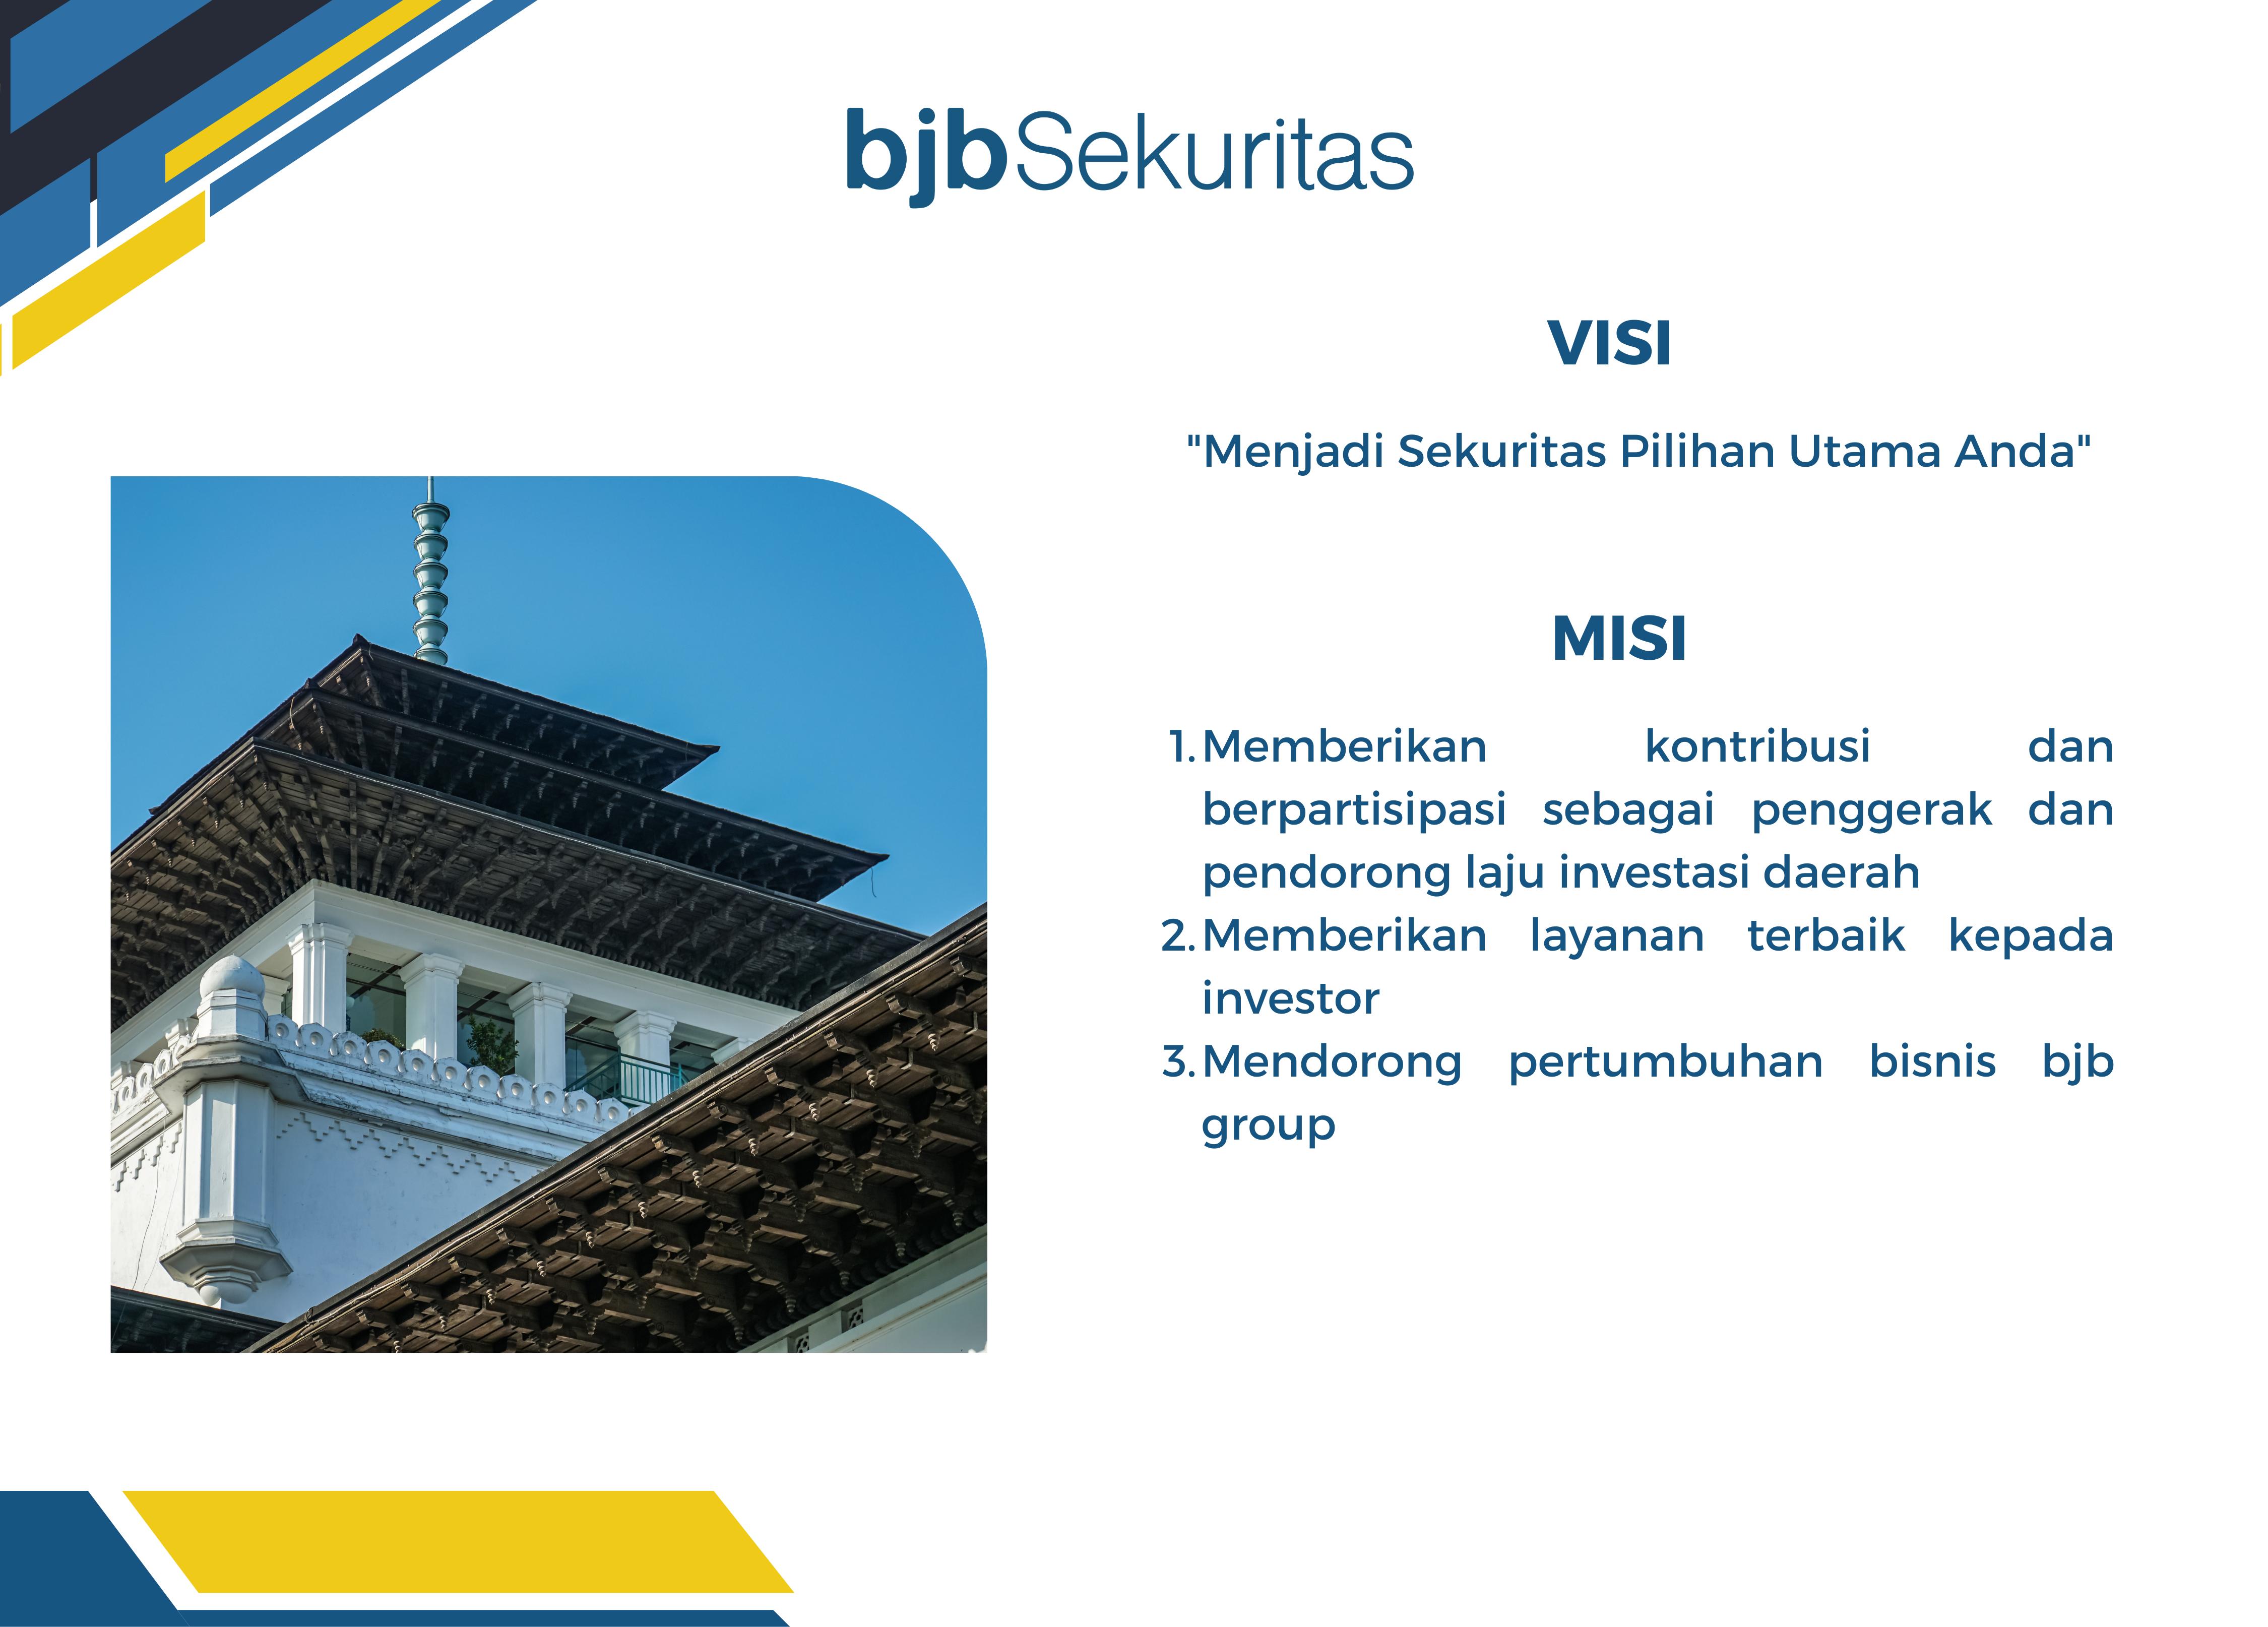 bjbSekuritas
VISI
"Menjadi Sekuritas Pilihan Utama Anda"
MISI
1. Memberikan kontribusi dan
berpartisipasi sebagai penggerak dan
pendorong laju investasi daerah
2. Memberikan layanan terbaik kepada
investor
3. Mendorong pertumbuhan bisnis bjb
group